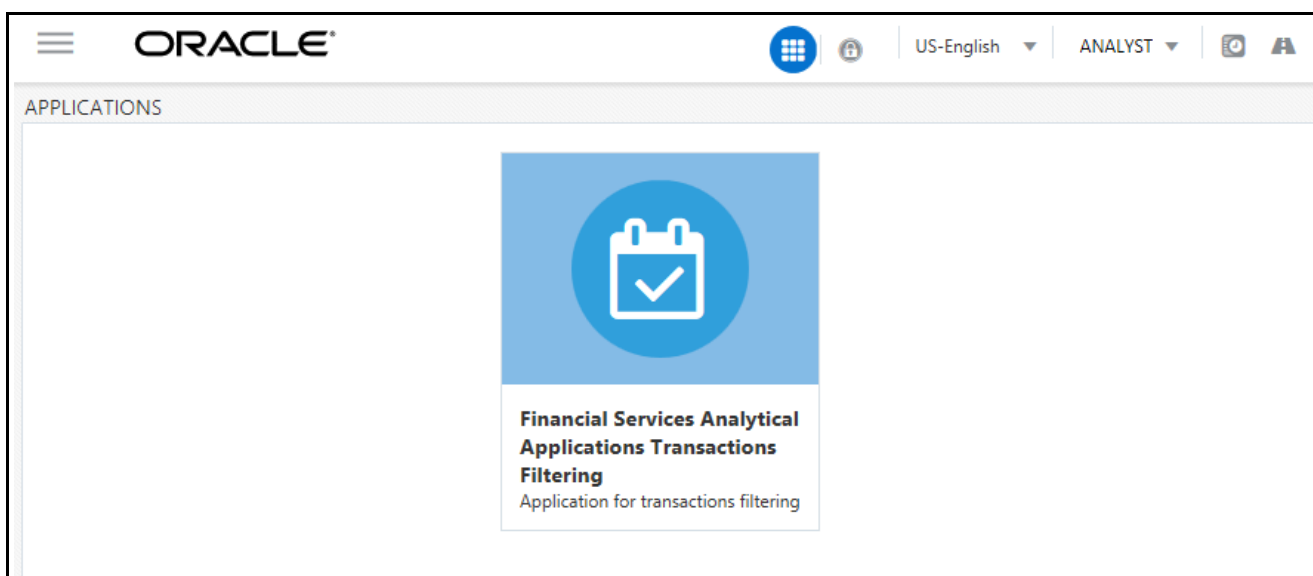 ORACLE®
US-English
ANALYST
APPLICATIONS
Financial Services Analytical
Applications Transactions
Filtering
Application for transactions filtering